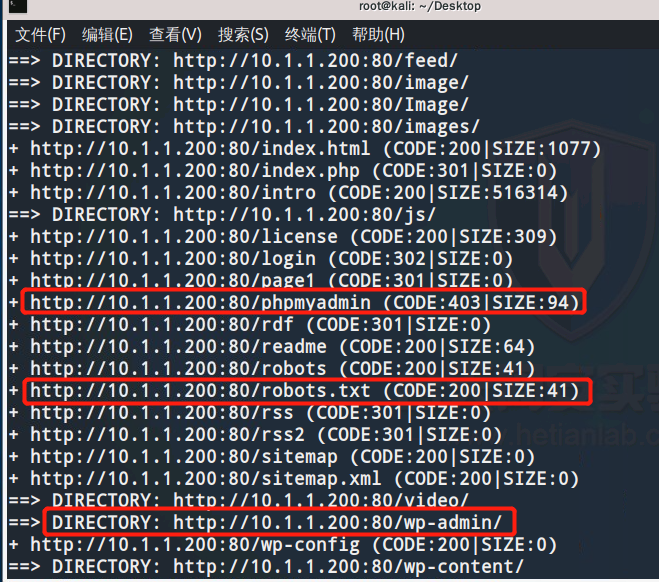 root@kali: ~/Desktop
文件(F) 编辑(E) 查看(V) 搜索(S) 终端(T) 帮助(H)
==> DIRECTORY: http://10.1.1.200:80/feed/
==> DIRECTORY: http://10.1.1.200:80/image/
==> DIRECTORY: http://10.1.1.200:80/Image/
==> DIRECTORY: http://10.1.1.200:80/images/
+ http://10.1.1.200:80/index.html (CODE:200|SIZE:1077)
+ http://10.1.1.200:80/index.php (CODE:301|SIZE:0)
+ http://10.1.1.200:80/intro (CODE:200|SIZE:516314)
==> DIRECTORY: http://10.1.1.200:80/js/
+ http://10.1.1.200:80/license (CODE:200|SIZE:309)
+ http://10.1.1.200:80/login (CODE:302|SIZE:0)
+ http://10.1.1.200:80/page1 (CODE:301|SIZE:0)
+ http://10.1.1.200:80/phpmyadmin (CODE:403|SIZE:94)
+ http://10.1.1.200:80/rdf (CODE:301|SIZE:0)
+ http://10.1.1.200:80/readme (CODE:200|SIZE:64)
+ http://10.1.1.200:80/robots (CODE:200|SIZE:41)
+ http://10.1.1.200:80/robots.txt (CODE:200|SIZE:41)
+ http://10.1.1.200:80/rss (CODE:301|SIZE:0)
+ http://10.1.1.200:80/rss2 (CODE:301|SIZE:0)
+ http://10.1.1.200:80/sitemap (CODE:200|SIZE:0)
+ http://10.1.1.200:80/sitemap.xml (CODE:200|SIZE:0)
==> DIRECTORY: http://10.1.1.200:80/video/
==> DIRECTORY: http://10.1.1.200:80/wp-admin/
+ http://10.1.1.200:80/wp-config (CODE:200|SIZE:0)
==> DIRECTORY: http://10.1.1.200:80/wp-content/